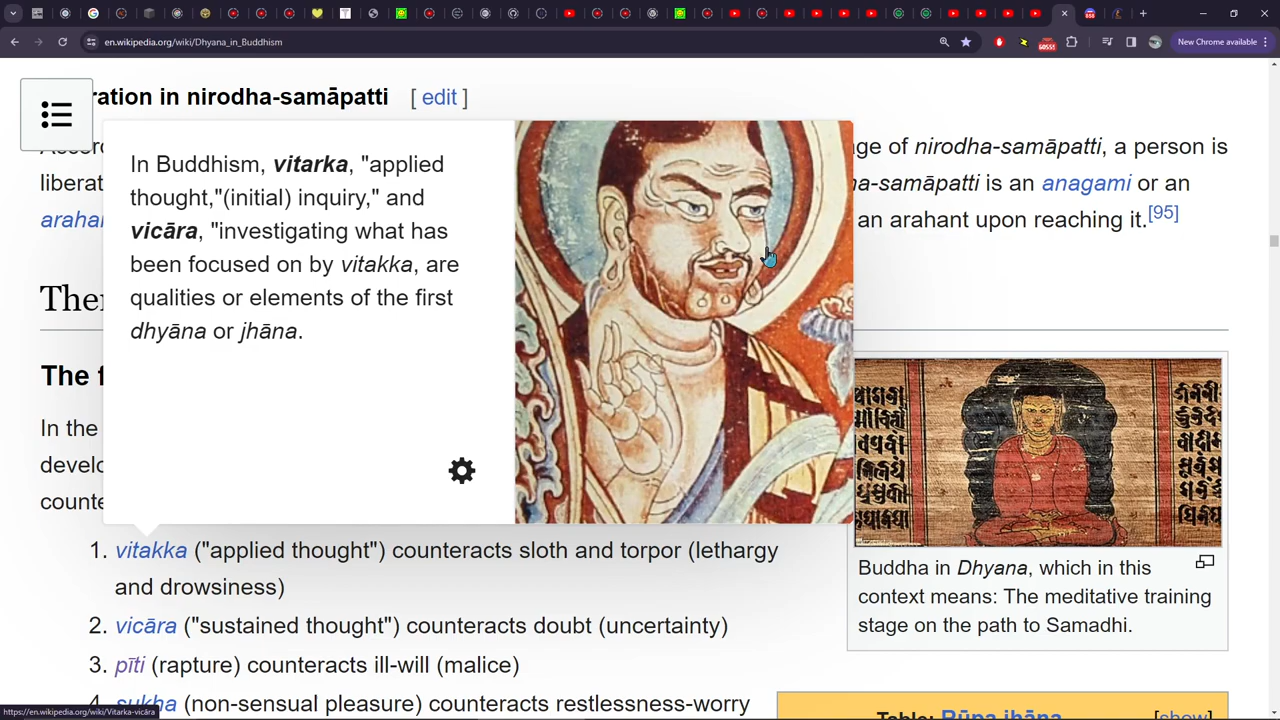 New Chrome available
en.wikipedia.org/wiki/Dhyana_in_Buddhism
ration in nirodha-samāpatti [ edit ]
ge of nirodha-samāpatti, a person is
liberat
a-samāpatti is an anagami or an
arahan
an arahant upon reaching it.[95]
In Buddhism, vitarka, "applied
thought,"(initial) inquiry," and
vicāra, "investigating what has
been focused on by vitakka, are
qualities or elements of the first
dhyāna or jhāna.
The
The f
In the
develo
counte
1. vitakka ("applied thought") counteracts sloth and torpor (lethargy
and drowsiness)
2. vicāra ("sustained thought") counteracts doubt (uncertainty)
3. pīti (rapture) counteracts ill-will (malice)
4. sukha (non-sensual pleasure) counteracts restlessness-worry
Buddha in Dhyana, which in this
context means: The meditative training
stage on the path to Samadhi.
Table: Rūpa jhāna [show]
https://en.wikipedia.org/wiki/Vitarka-vicāra